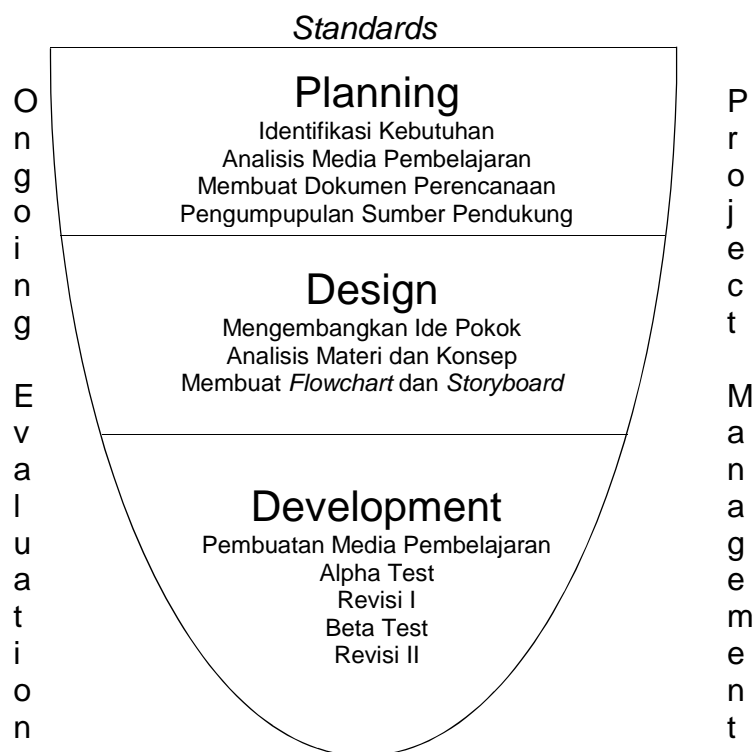 Standards
Ongoing Evaluation
Planning
Identifikasi Kebutuhan
Analisis Media Pembelajaran
Membuat Dokumen Perencanaan
Pengumpupulan Sumber Pendukung
Design
Mengembangkan Ide Pokok
Analisis Materi dan Konsep
Membuat Flowchart dan Storyboard
Development
Pembuatan Media Pembelajaran
Alpha Test
Revisi I
Beta Test
Revisi II
Project Management